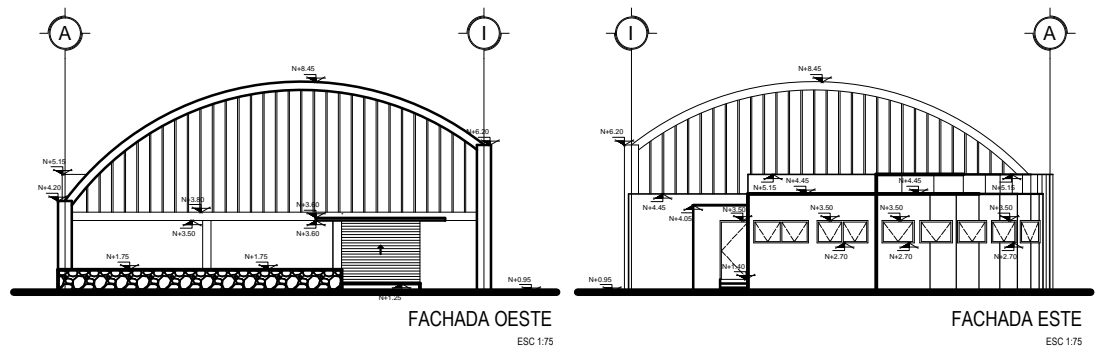 A
I
N+8.45
N+6.20
N+5.15
N+4.20
N+3.80
N+3.60
N+3.50
N+3.60
N+1.75
N+1.75
N+0.95
N+1.25
FACHADA OESTE
ESC 1:75
I
A
N+8.45
N+6.20
N+4.45
N+4.45
N+5.15
N+5.15
N+4.45
N+4.05
N+3.50
N+3.50
N+3.50
N+3.50
N+2.70
N+2.70
N+2.70
N+1.40
N+0.95
FACHADA ESTE
ESC 1:75